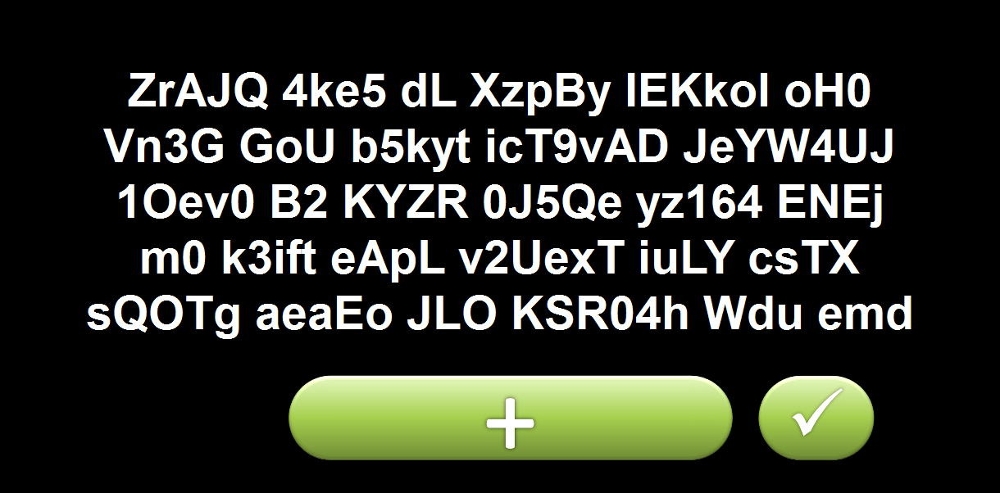 ZrAJQ 4ke5 dL XzpBy lEKkol oH0
Vn3G GoU b5kyt icT9vAD JeYW4UJ
1Oev0 B2 KYZR 0J5Qe yz164 ENEj
m0 k3ift eApL v2UexT iuLY csTX
sQOTg aeaEo JLO KSR04h Wdu emd